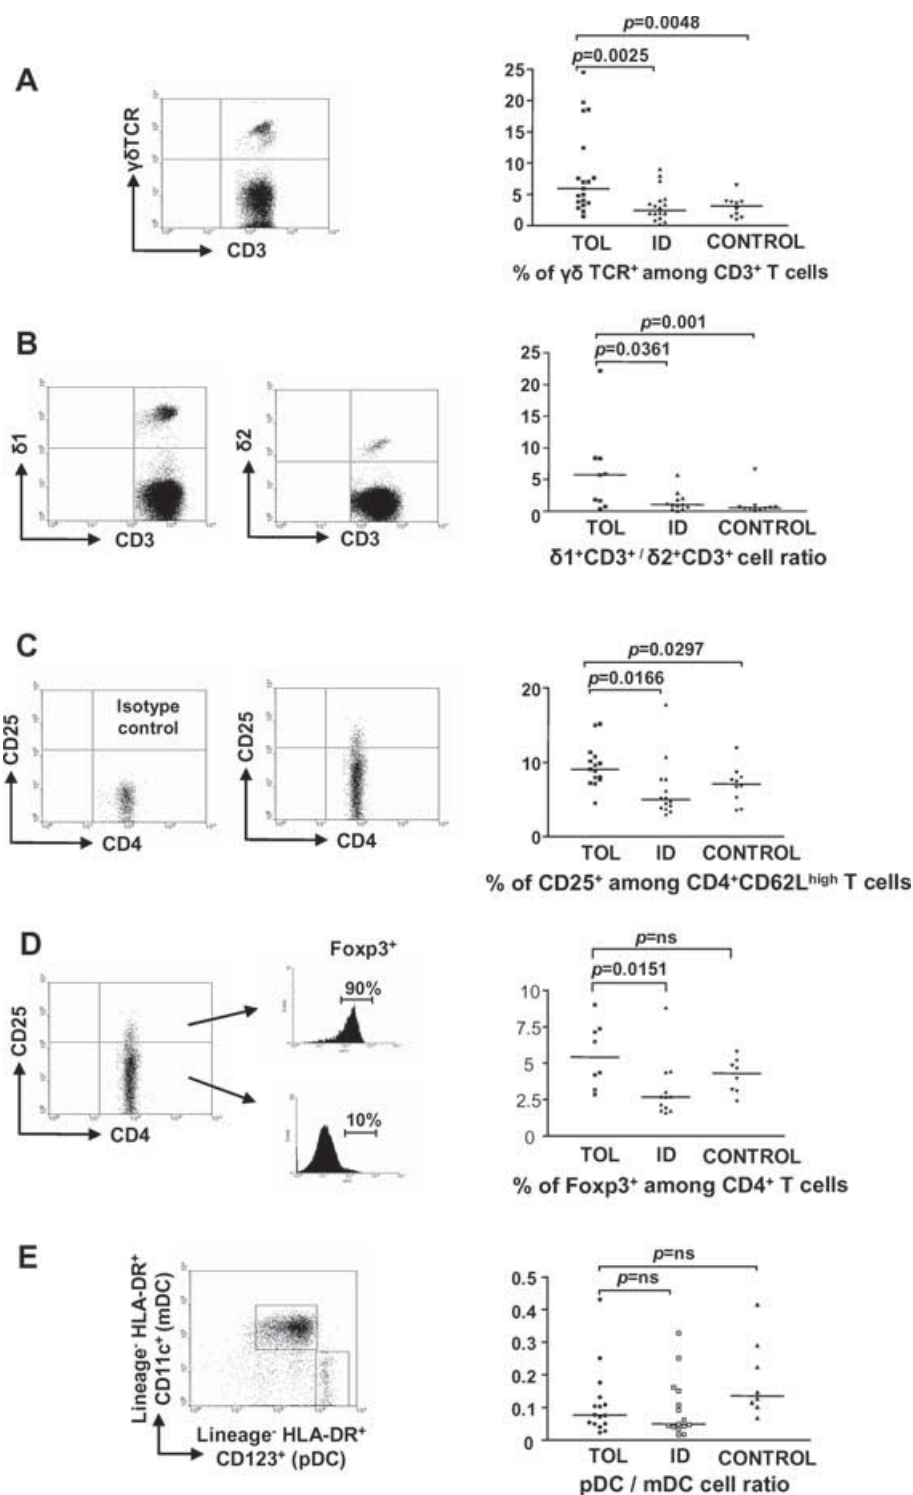 A
γδTCR
CD3
p=0.0048
p=0.0025
25
20
15
10
5
0
TOL ID CONTROL
% of γδ TCR⁺ among CD3⁺ T cells
B
δ1
CD3
δ2
CD3
p=0.001
p=0.0361
25
20
15
10
5
0
TOL ID CONTROL
δ1⁺CD3⁺ / δ2⁺CD3⁺ cell ratio
C
CD25
Isotype
control
CD4
CD25
CD4
p=0.0297
p=0.0166
20
10
0
TOL ID CONTROL
% of CD25⁺ among CD4⁺CD62Lʰⁱᵍʰ T cells
D
CD25
CD4
Foxp3⁺
90%
10%
p=ns
p=0.0151
10
7.5
5
2.5
0
TOL ID CONTROL
% of Foxp3⁺ among CD4⁺ T cells
E
Lineage⁻ HLA-DR⁺
CD11c⁺ (mDC)
Lineage⁻ HLA-DR⁺
CD123⁺ (pDC)
p=ns
p=ns
0.5
0.4
0.3
0.2
0.1
0
TOL ID CONTROL
pDC / mDC cell ratio